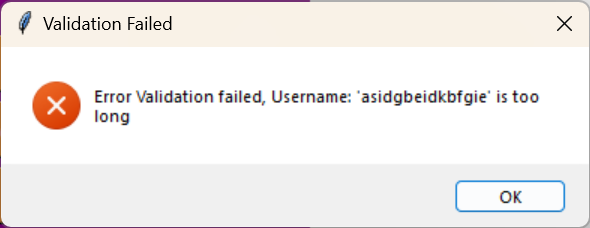 Validation Failed
Error Validation failed, Username: 'asidgbeidkbfgie' is too
long
OK